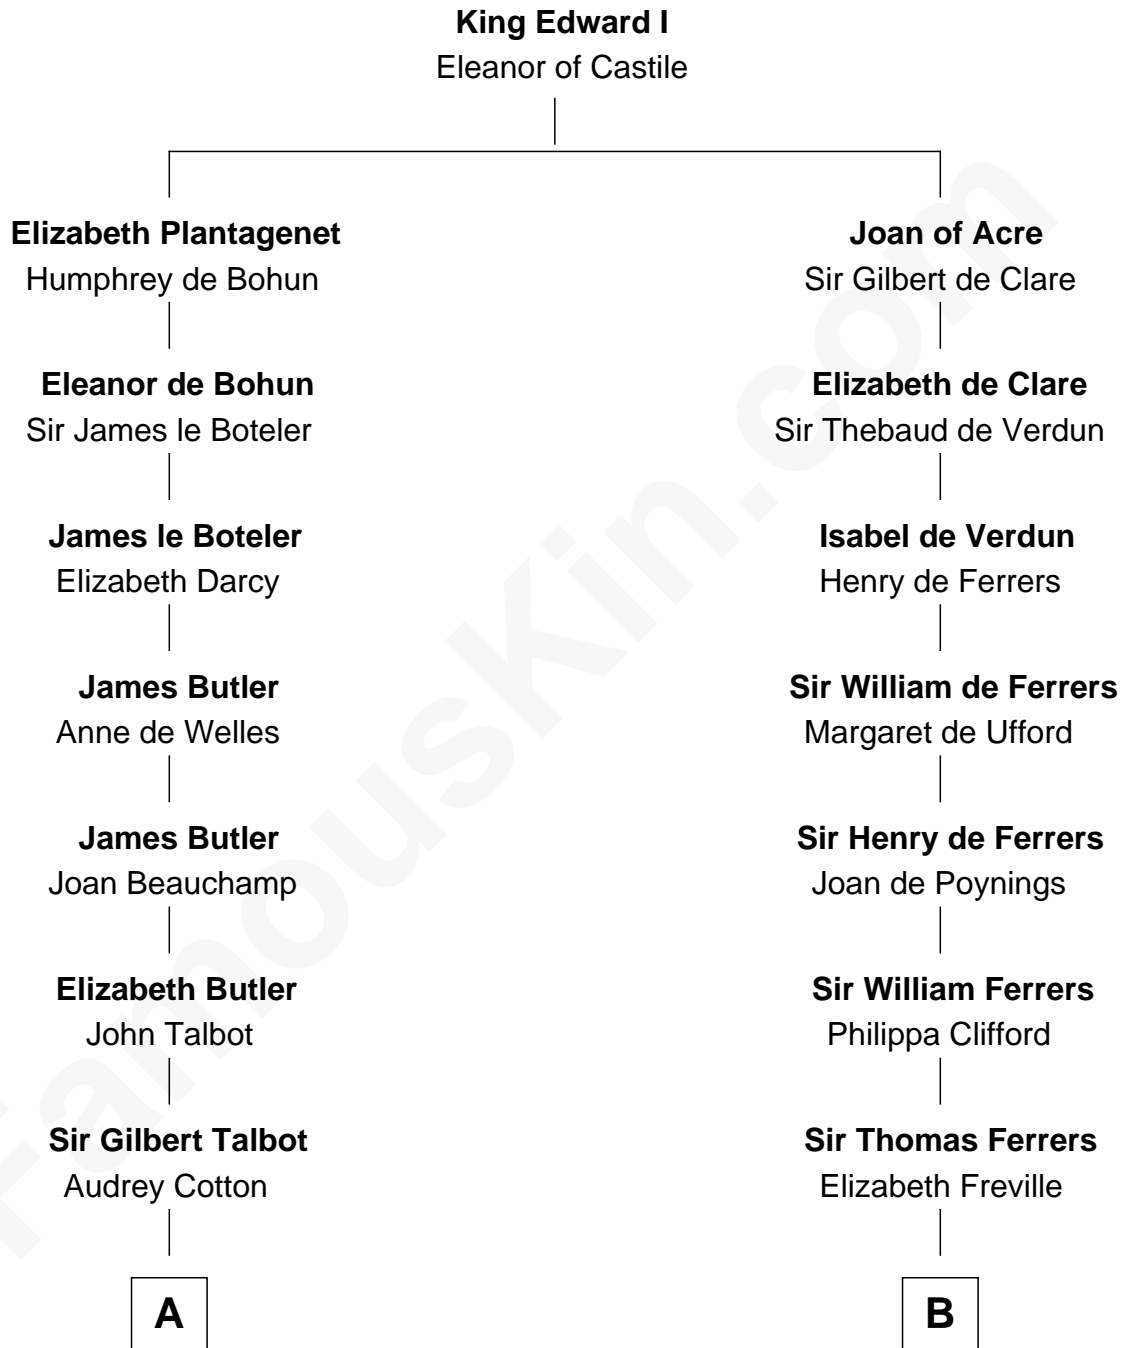 King Edward I
Eleanor of Castile
Elizabeth Plantagenet
Humphrey de Bohun
Joan of Acre
Sir Gilbert de Clare
Eleanor de Bohun
Sir James le Boteler
Elizabeth de Clare
Sir Thebaud de Verdun
James le Boteler
Elizabeth Darcy
Isabel de Verdun
Henry de Ferrers
James Butler
Anne de Welles
Sir William de Ferrers
Margaret de Ufford
James Butler
Joan Beauchamp
Sir Henry de Ferrers
Joan de Poynings
Elizabeth Butler
John Talbot
Sir William Ferrers
Philippa Clifford
Sir Gilbert Talbot
Audrey Cotton
Sir Thomas Ferrers
Elizabeth Freville
A
B
FamousKin.com